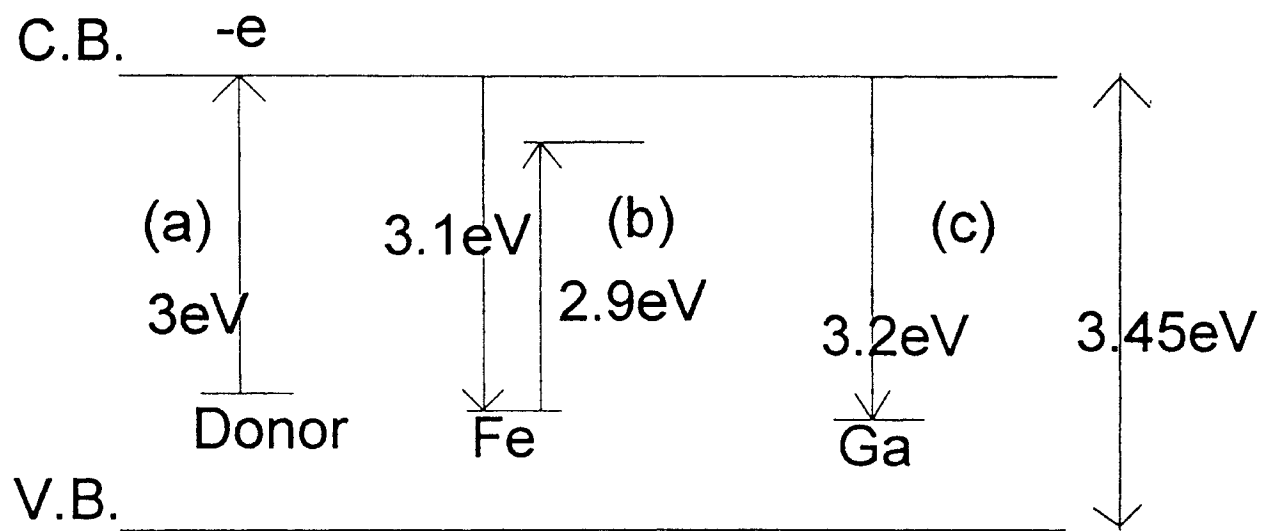 C.B.
-e
(a)
3.1eV
(b)
(c)
3eV
2.9eV
3.2eV
3.45eV
Donor
Fe
Ga
V.B.